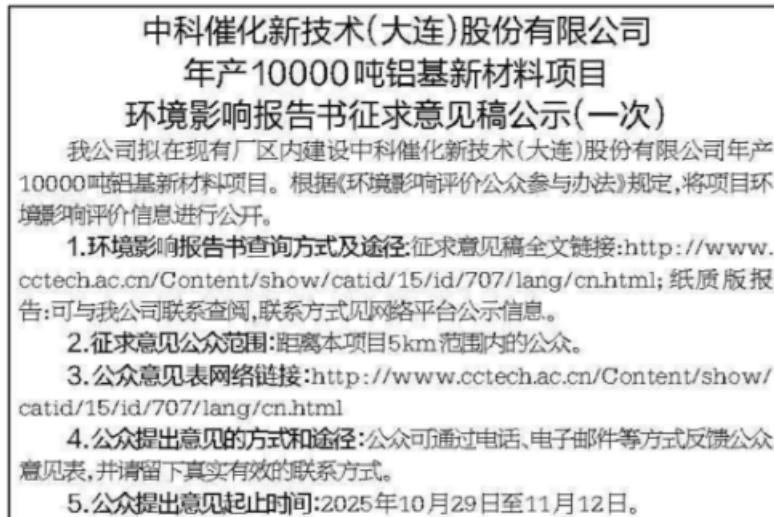 中科催化新技术(大连)股份有限公司
年产10000吨铝基新材料项目
环境影响报告书征求意见稿公示(一次)
我公司拟在现有厂区内建设中科催化新技术(大连)股份有限公司年产
10000吨铝基新材料项目。根据《环境影响评价公众参与办法》规定,将项目环
境影响评价信息进行公开。
1.环境影响报告书查询方式及途径:征求意见稿全文链接:http://www.
cctech.ac.cn/Content/show/catid/15/id/707/lang/cn.html;纸质版报
告:可与我公司联系查阅,联系方式见网络平台公示信息。
2.征求意见公众范围:距离本项目5km范围内的公众。
3.公众意见表网络链接:http://www.cctech.ac.cn/Content/show/
catid/15/id/707/lang/cn.html
4.公众提出意见的方式和途径:公众可通过电话、电子邮件等方式反馈公众
意见表,并请留下真实有效的联系方式。
5.公众提出意见起止时间:2025年10月29日至11月12日。